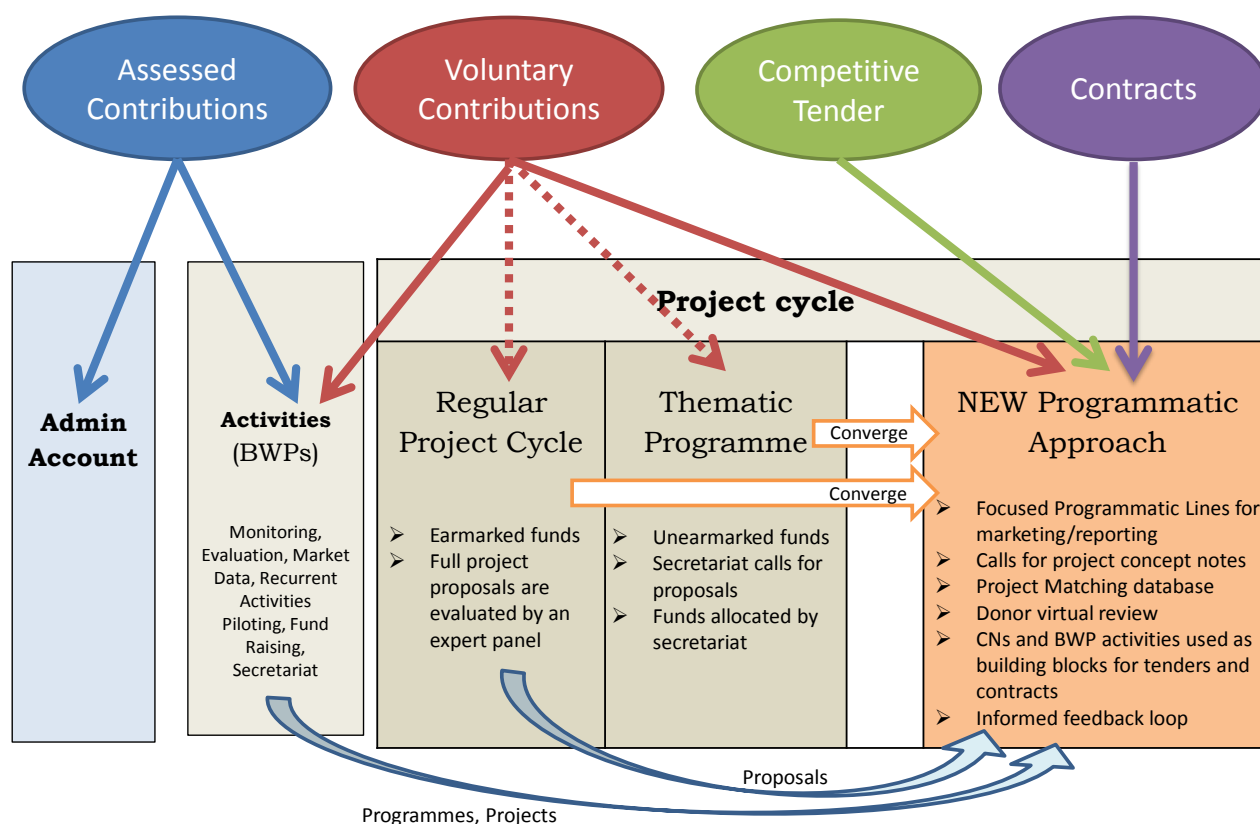 Assessed
Contributions
Voluntary
Contributions
Competitive
Tender
Contracts
Project cycle
Admin
Account
Activities
(BWPs)
Monitoring,
Evaluation, Market
Data, Recurrent
Activities
Piloting, Fund
Raising,
Secretariat
Regular
Project Cycle
➢ Earmarked funds
➢ Full project
proposals are
evaluated by an
expert panel
Thematic
Programme
➢ Unearmarked funds
➢ Secretariat calls for
proposals
➢ Funds allocated by
secretariat
Converge
Converge
NEW Programmatic
Approach
➢ Focused Programmatic Lines for
marketing/reporting
➢ Calls for project concept notes
➢ Project Matching database
➢ Donor virtual review
➢ CNs and BWP activities used as
building blocks for tenders and
contracts
➢ Informed feedback loop
Proposals
Programmes, Projects